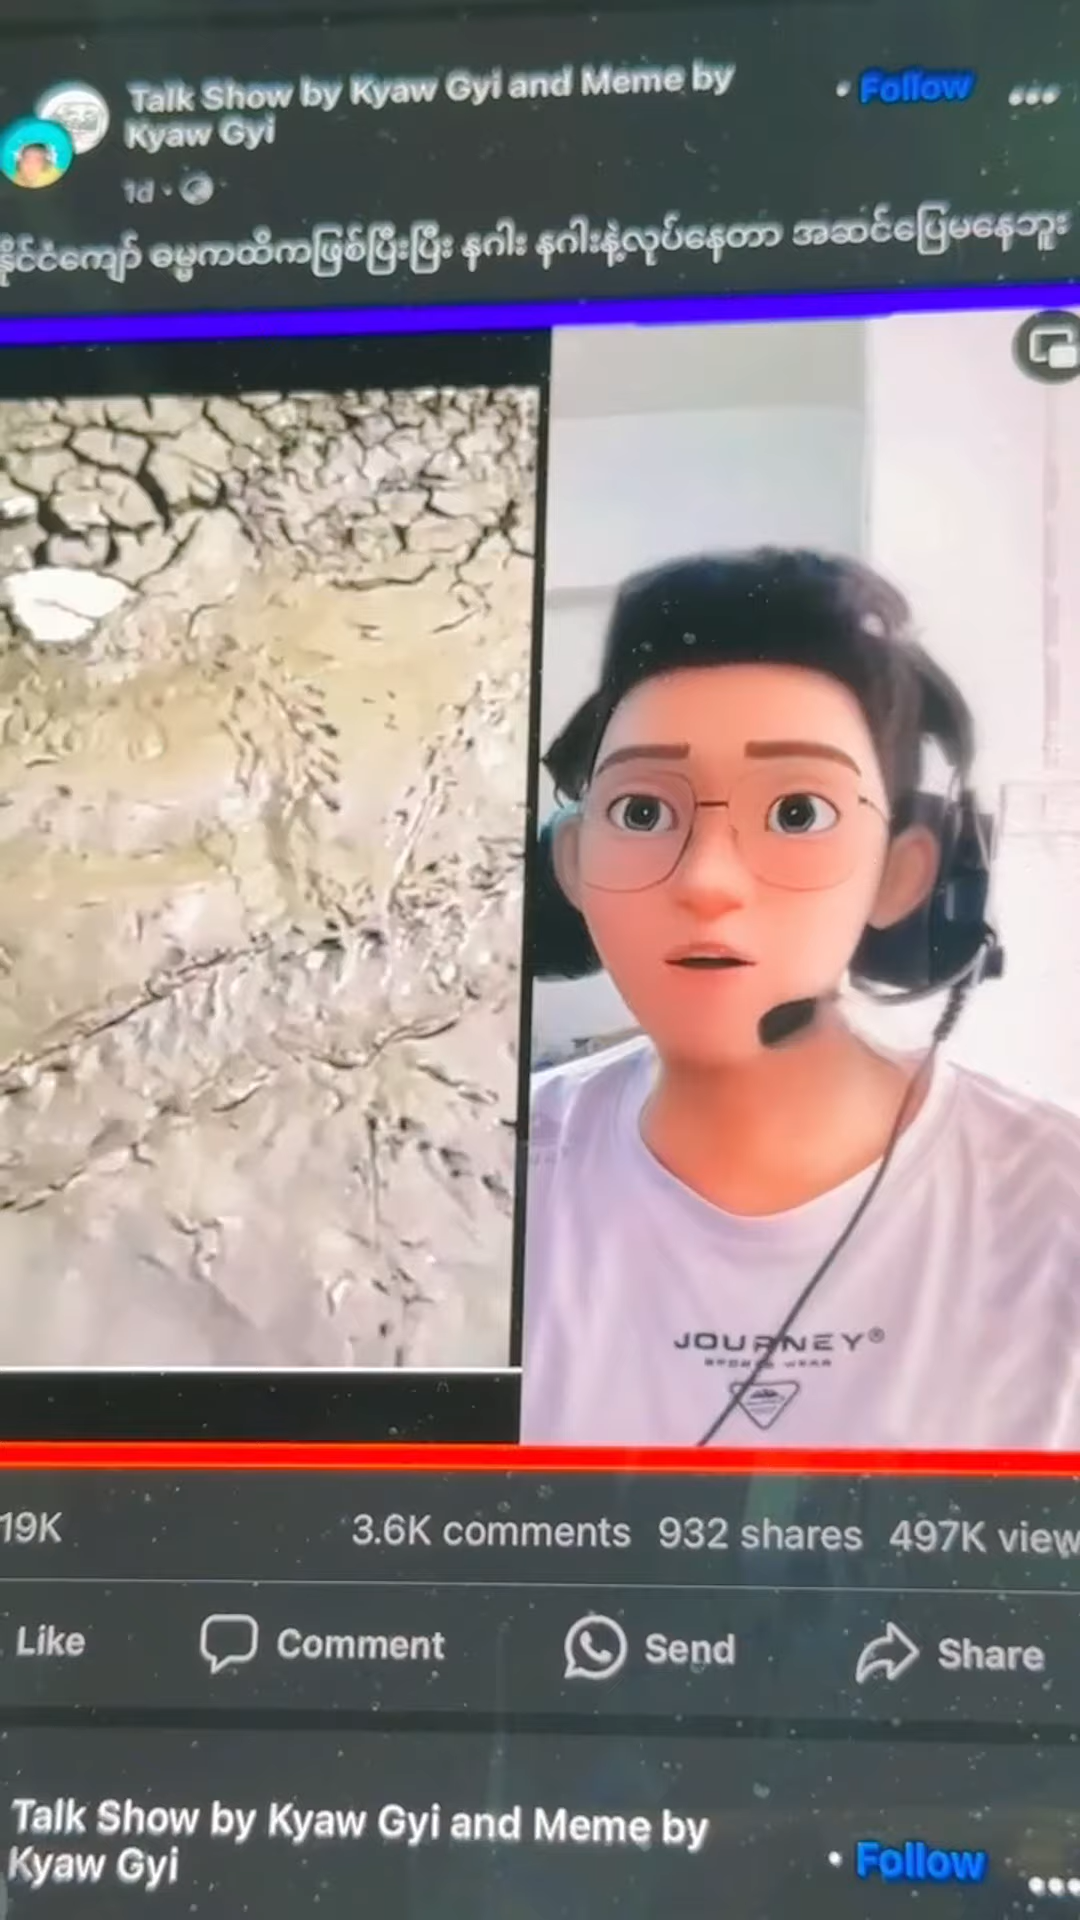 Talk Show by Kyaw Gyi and Meme by
Kyaw Gyi
• Follow
1d
နိုင်ငံကျော် ဓမ္မကထိကဖြစ်ပြီးပြီး နဂါး နဂါးနဲ့လုပ်နေတာ အဆင်ပြေမနေဘူး
JOURNEY®
SPORTS WEAR
19K
3.6K comments 932 shares 497K view
Like
Comment
Send
Share
Talk Show by Kyaw Gyi and Meme by
Kyaw Gyi
• Follow